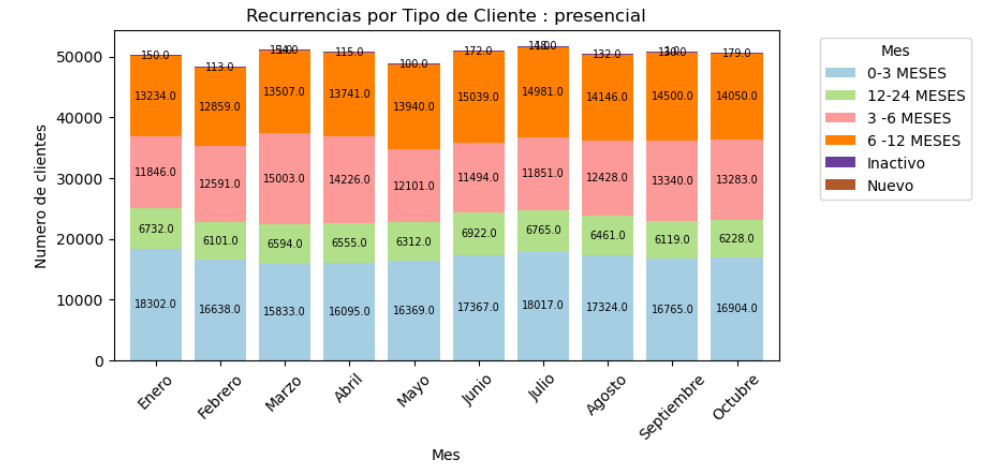 Recurrencias por Tipo de Cliente : presencial
Numero de clientes
50000
40000
30000
20000
10000
0
150.0
113.0
115.0
100.0
172.0
132.0
179.0
13234.0
12859.0
13507.0
13741.0
13940.0
15039.0
14981.0
14146.0
14500.0
14050.0
11846.0
12591.0
15003.0
14226.0
12101.0
11494.0
11851.0
12428.0
13340.0
13283.0
6732.0
6101.0
6594.0
6555.0
6312.0
6922.0
6765.0
6461.0
6119.0
6228.0
18302.0
16638.0
15833.0
16095.0
16369.0
17367.0
18017.0
17324.0
16765.0
16904.0
Enero
Febrero
Marzo
Abril
Mayo
Junio
Julio
Agosto
Septiembre
Octubre
Mes
Mes
0-3 MESES
12-24 MESES
3 -6 MESES
6 -12 MESES
Inactivo
Nuevo